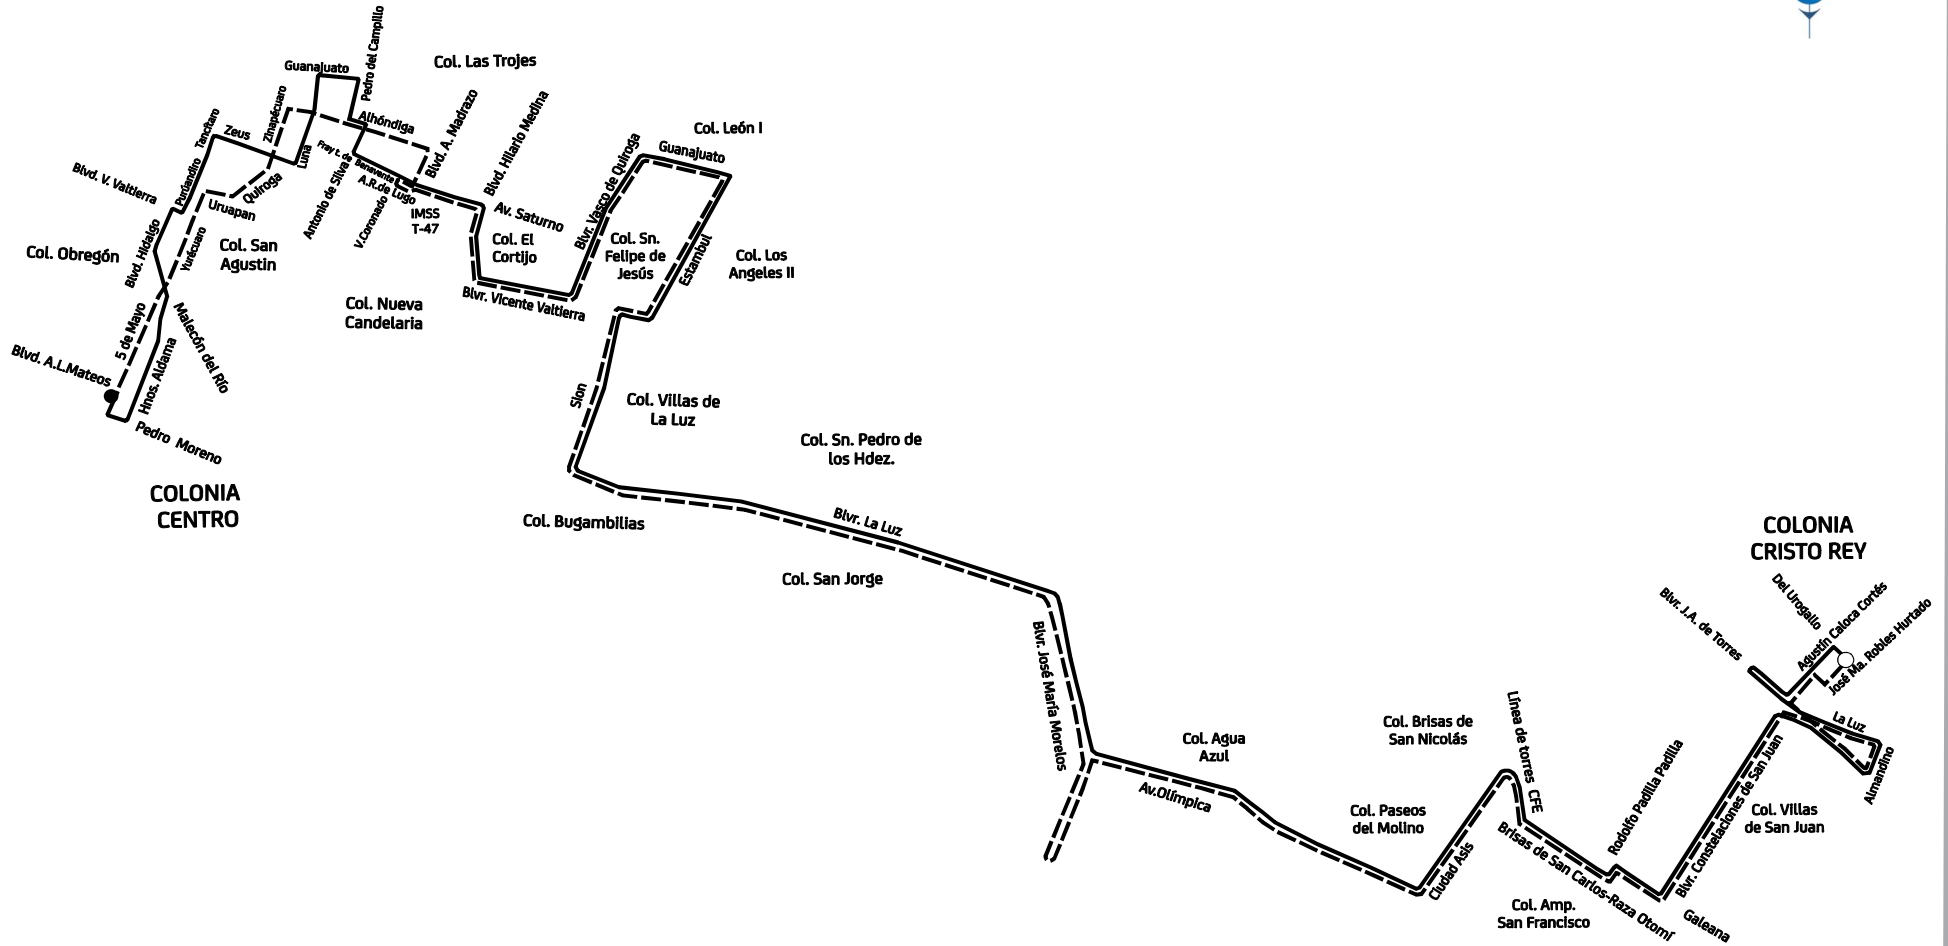 Pedro del Campillo
Guanajuato
Col. Las Trojes
Zinapécuaro
Alhóndiga
Blvd. A. Madrazo
Blvd. Hilario Medina
Tancítaro
Zeus
Luna
Fray t. de Benavente
Col. León I
Guanajuato
Blvr. Vasco de Quiroga
Blvd. V. Valtierra
Purúandiro
Quiroga
Antonio de Silva
A.R.de Lugo
V.Coronado
IMSS
T-47
Av. Saturno
Uruapan
Blvd. Hidalgo
Yurécuaro
Col. San
Agustin
Col. Obregón
Col. El
Cortijo
Col. Sn.
Felipe de
Jesús
Estambul
Col. Los
Angeles II
Blvr. Vicente Valtierra
Col. Nueva
Candelaria
5 de Mayo
Malecón del Río
Hnos. Aldama
Blvd. A.L.Mateos
Pedro Moreno
Sion
Col. Villas de
La Luz
Col. Sn. Pedro de
los Hdez.
COLONIA
CENTRO
Col. Bugambilias
Blvr. La Luz
Col. San Jorge
COLONIA
CRISTO REY
Blvr. J.A. de Torres
Del Urogallo
Agustín Caloca Cortés
José Ma. Robles Hurtado
Blvr. José María Morelos
Col. Agua
Azul
Av.Olímpica
Col. Brisas de
San Nicolás
Línea de torres CFE
La Luz
Almandino
Rodolfo Padilla Padilla
Blvr. Constelaciones de San Juan
Col. Villas
de San Juan
Col. Paseos
del Molino
Ciudad Asis
Brisas de San Carlos-Raza Otomí
Col. Amp.
San Francisco
Galeana